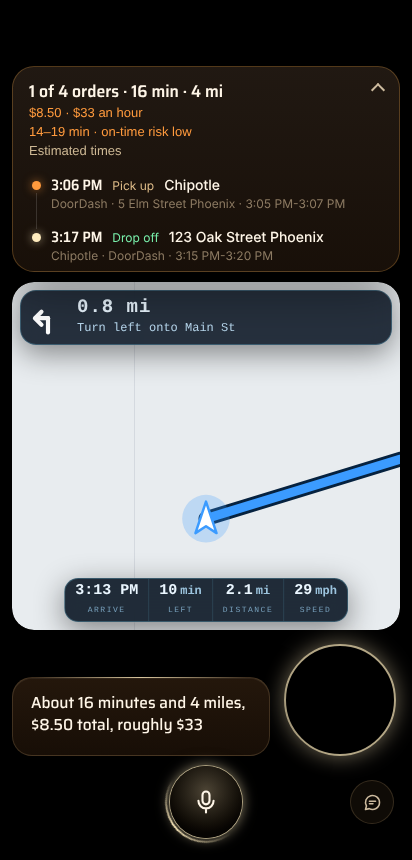 1 of 4 orders · 16 min · 4 mi
$8.50 · $33 an hour
14–19 min · on-time risk low
Estimated times
3:06 PM Pick up Chipotle
DoorDash · 5 Elm Street Phoenix · 3:05 PM-3:07 PM
3:17 PM Drop off 123 Oak Street Phoenix
Chipotle · DoorDash · 3:15 PM-3:20 PM
0.8 mi
Turn left onto Main St
3:13 PM 10 min 2.1 mi 29 mph
ARRIVE LEFT DISTANCE SPEED
About 16 minutes and 4 miles,
$8.50 total, roughly $33